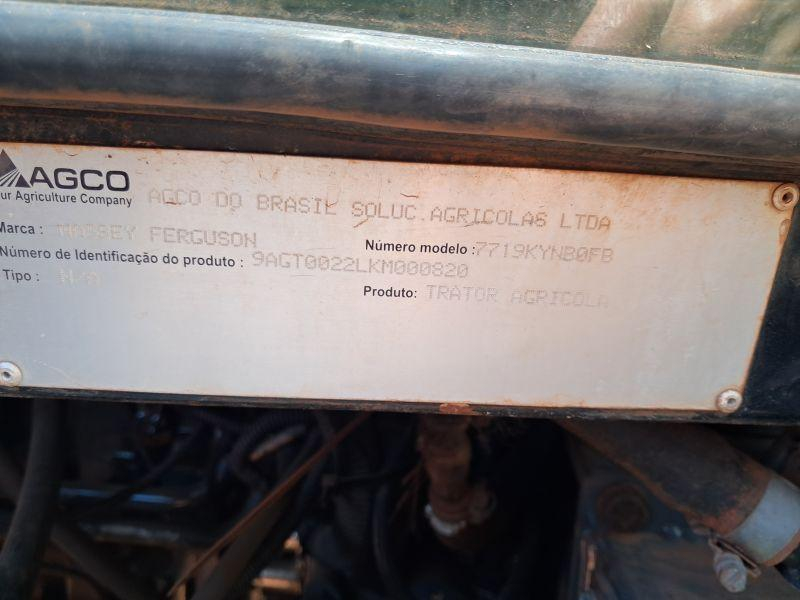 AGCO
ur Agriculture Company
AGCO DO BRASIL SOLUC.AGRICOLAS LTDA
Marca : MASSEY FERGUSON
Número modelo :7719KYNB0FB
Número de Identificação do produto : 9AGT0022LKM000820
Tipo : N/A
Produto: TRATOR AGRICOLA